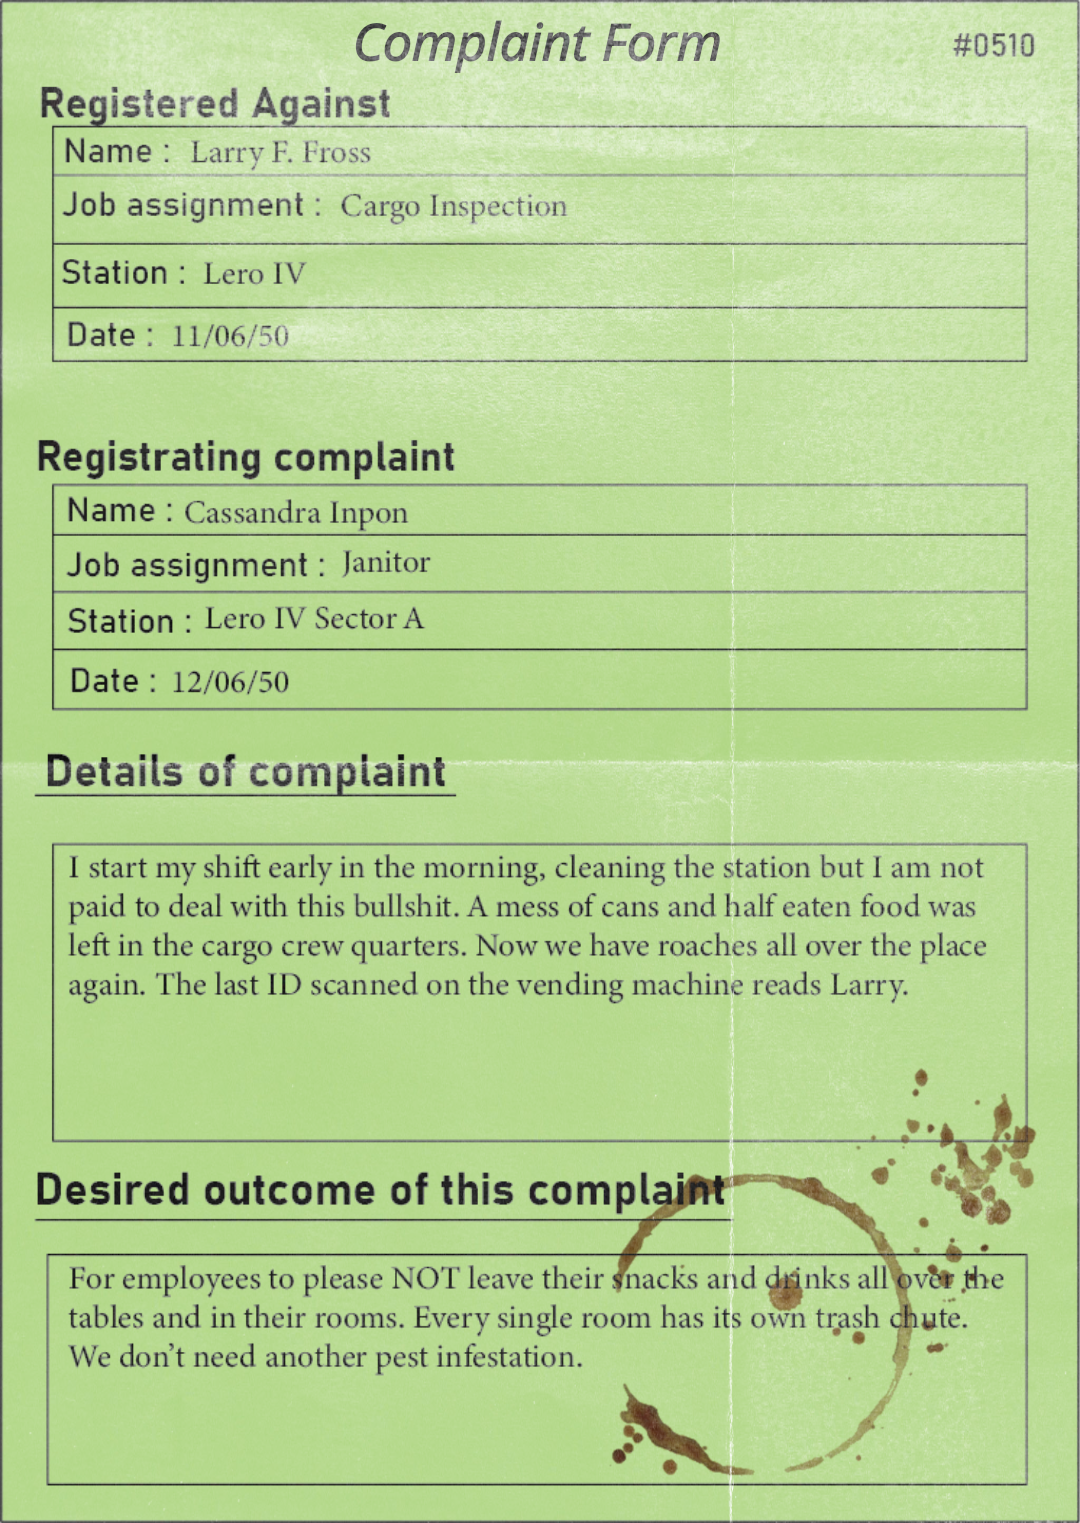 Complaint Form
#0510
Registered Against
Name : Larry F. Fross
Job assignment : Cargo Inspection
Station : Lero IV
Date : 11/06/50
Registrating complaint
Name : Cassandra Inpon
Job assignment : Janitor
Station : Lero IV Sector A
Date : 12/06/50
Details of complaint
I start my shift early in the morning, cleaning the station but I am not
paid to deal with this bullshit. A mess of cans and half eaten food was
left in the cargo crew quarters. Now we have roaches all over the place
again. The last ID scanned on the vending machine reads Larry.
Desired outcome of this complaint
For employees to please NOT leave their snacks and drinks all over the
tables and in their rooms. Every single room has its own trash chute.
We don't need another pest infestation.